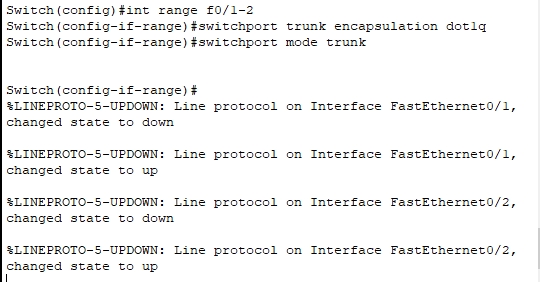 Switch(config)#int range f0/1-2
Switch(config-if-range)#switchport trunk encapsulation dot1q
Switch(config-if-range)#switchport mode trunk
Switch(config-if-range)#
%LINEPROTO-5-UPDOWN: Line protocol on Interface FastEthernet0/1,
changed state to down
%LINEPROTO-5-UPDOWN: Line protocol on Interface FastEthernet0/1,
changed state to up
%LINEPROTO-5-UPDOWN: Line protocol on Interface FastEthernet0/2,
changed state to down
%LINEPROTO-5-UPDOWN: Line protocol on Interface FastEthernet0/2,
changed state to up